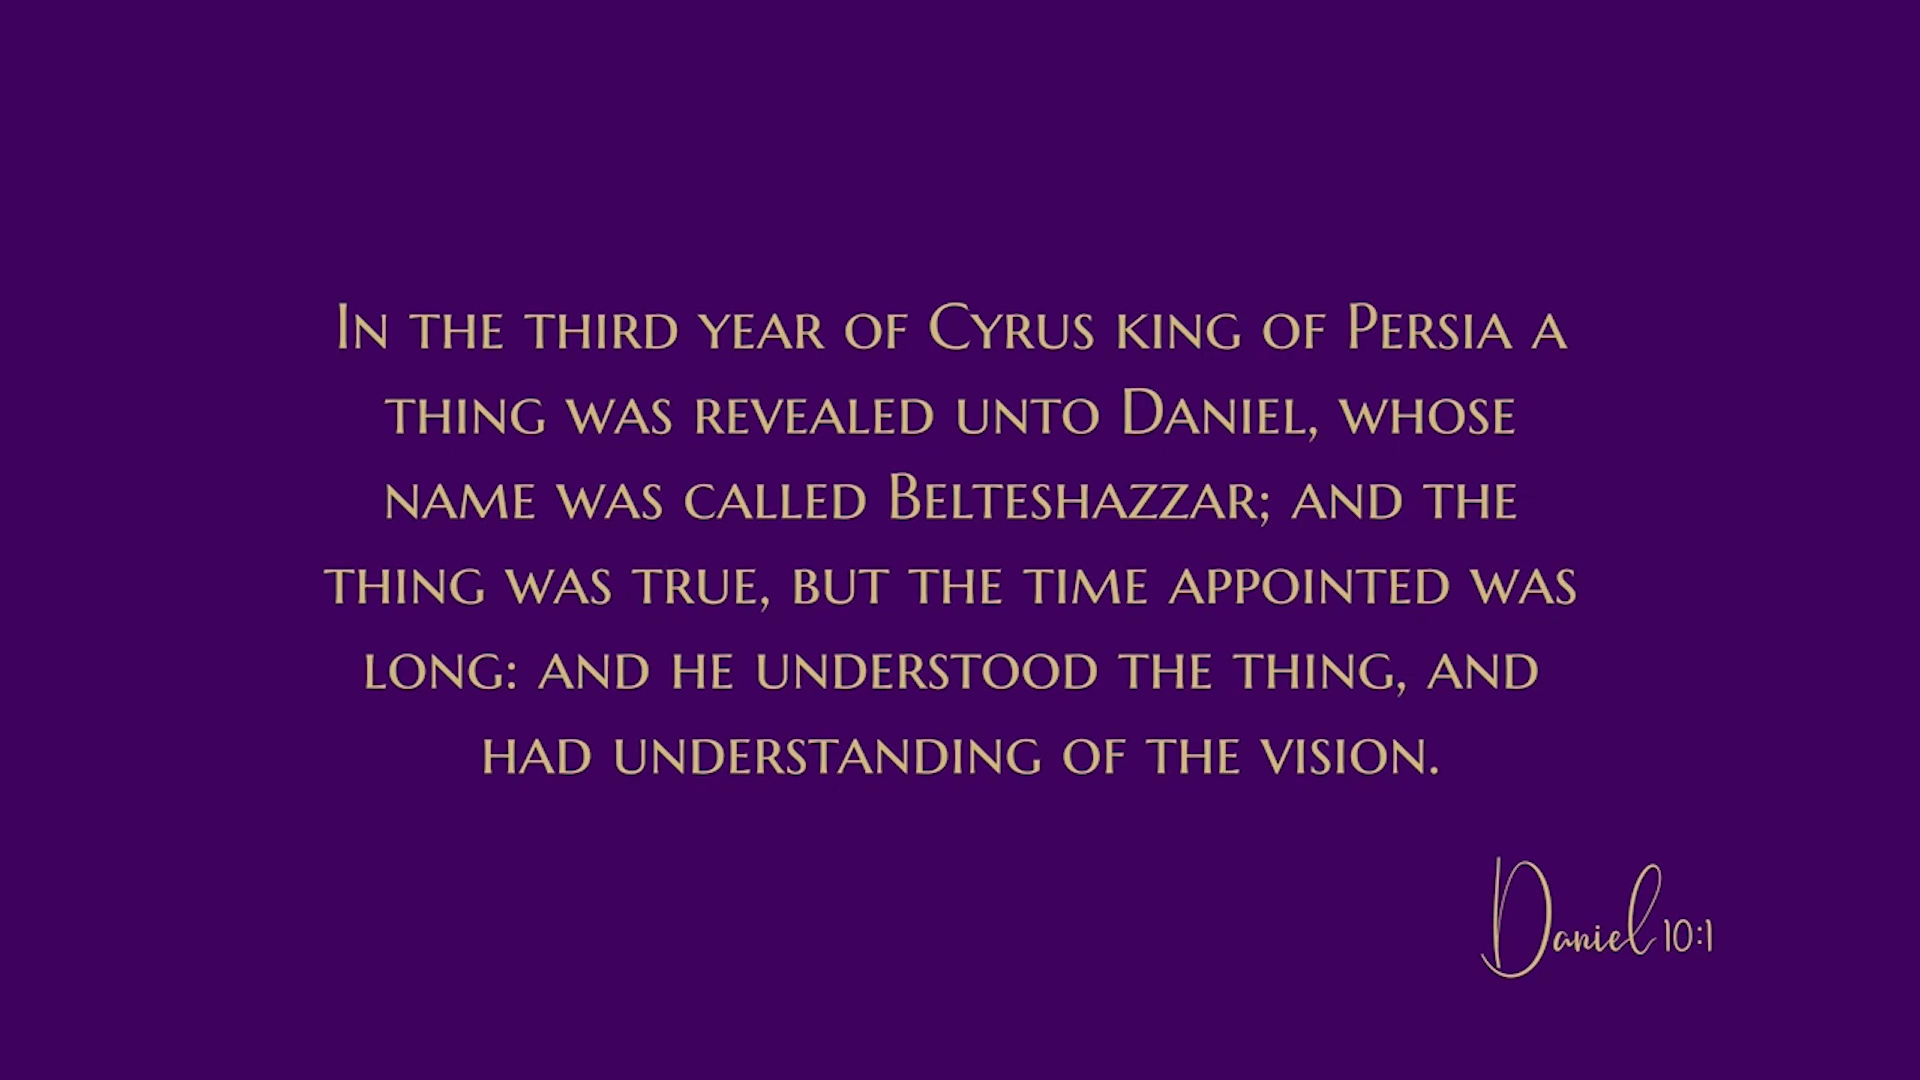 In the third year of Cyrus king of Persia a
thing was revealed unto Daniel, whose
name was called Belteshazzar; and the
thing was true, but the time appointed was
long: and he understood the thing, and
had understanding of the vision.
Daniel 10:1